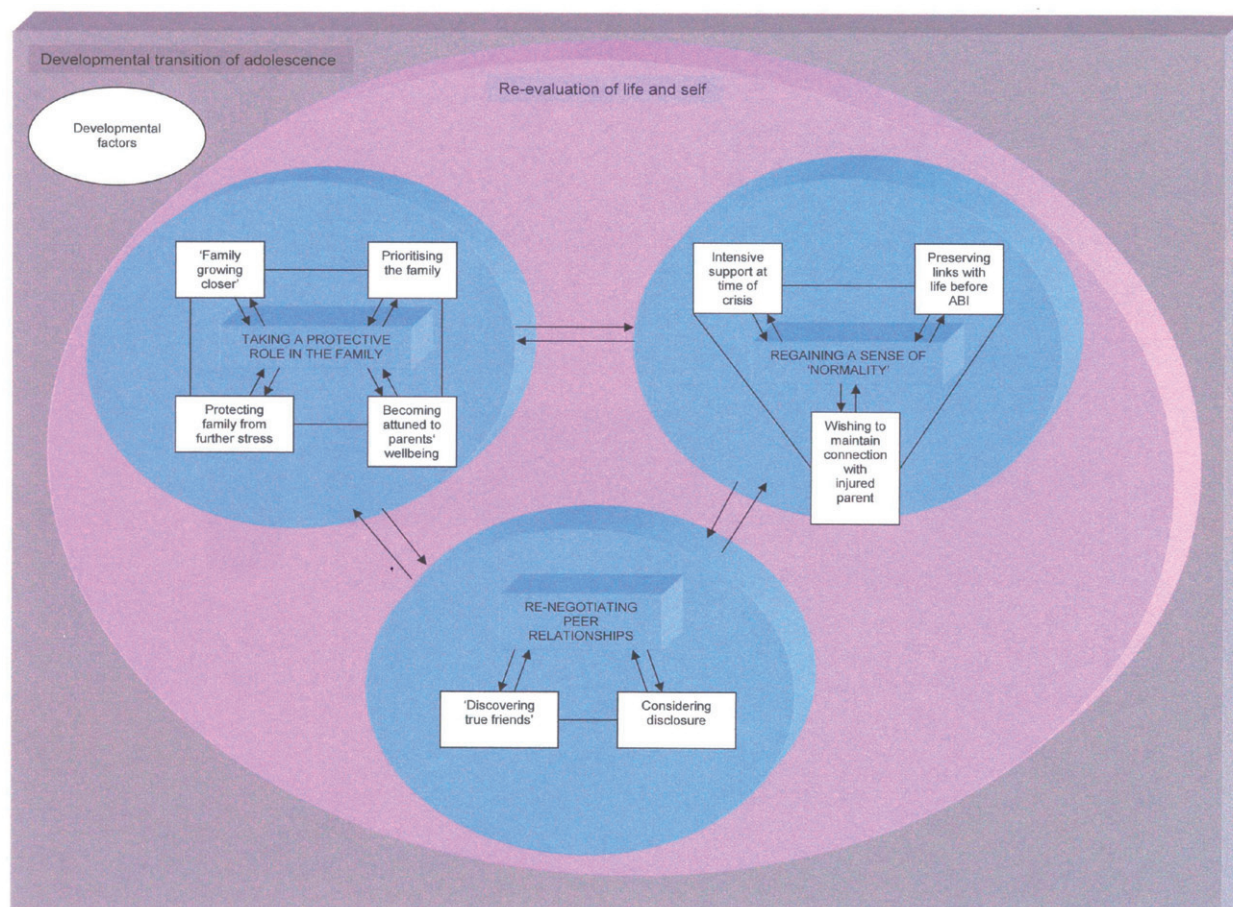 Developmental transition of adolescence
Re-evaluation of life and self
Developmental
factors
‘Family
growing
closer’
Prioritising
the family
TAKING A PROTECTIVE
ROLE IN THE FAMILY
Protecting
family from
further stress
Becoming
attuned to
parents’
wellbeing
Intensive
support at
time of
crisis
Preserving
links with
life before
ABI
REGAINING A SENSE OF
‘NORMALITY’
Wishing to
maintain
connection
with
injured
parent
RE-NEGOTIATING
PEER
RELATIONSHIPS
‘Discovering
true friends’
Considering
disclosure